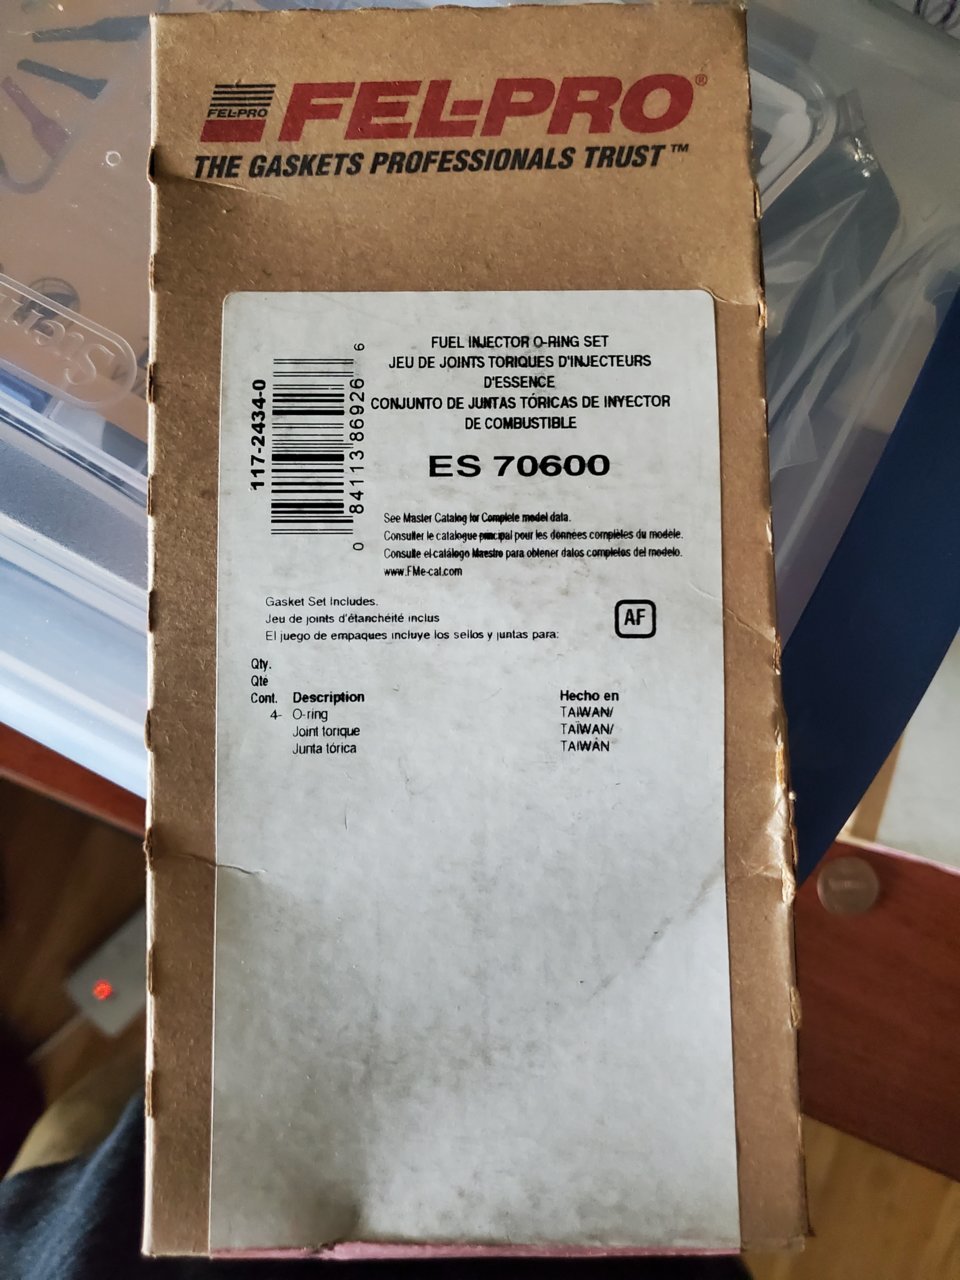 FEL-PRO
FEL-PRO®
THE GASKETS PROFESSIONALS TRUST™
FUEL INJECTOR O-RING SET
JEU DE JOINTS TORIQUES D'INJECTEURS
D'ESSENCE
CONJUNTO DE JUNTAS TÓRICAS DE INYECTOR
DE COMBUSTIBLE
117-2434-0
0 84113 86926 6
ES 70600
See Master Catalog for Complete model data.
Consulter le catalogue principal pour les données complètes du modèle.
Consulte el catálogo Maestro para obtener datos completos del modelo.
www.FMe-cat.com
Gasket Set Includes.
Jeu de joints d'étanchéité inclus
El juego de empaques incluye los sellos y juntas para:
AF
Qty.
Qté
Cont. Description Hecho en
4- O-ring TAIWAN/
Joint torique TAÏWAN/
Junta tórica TAIWÁN